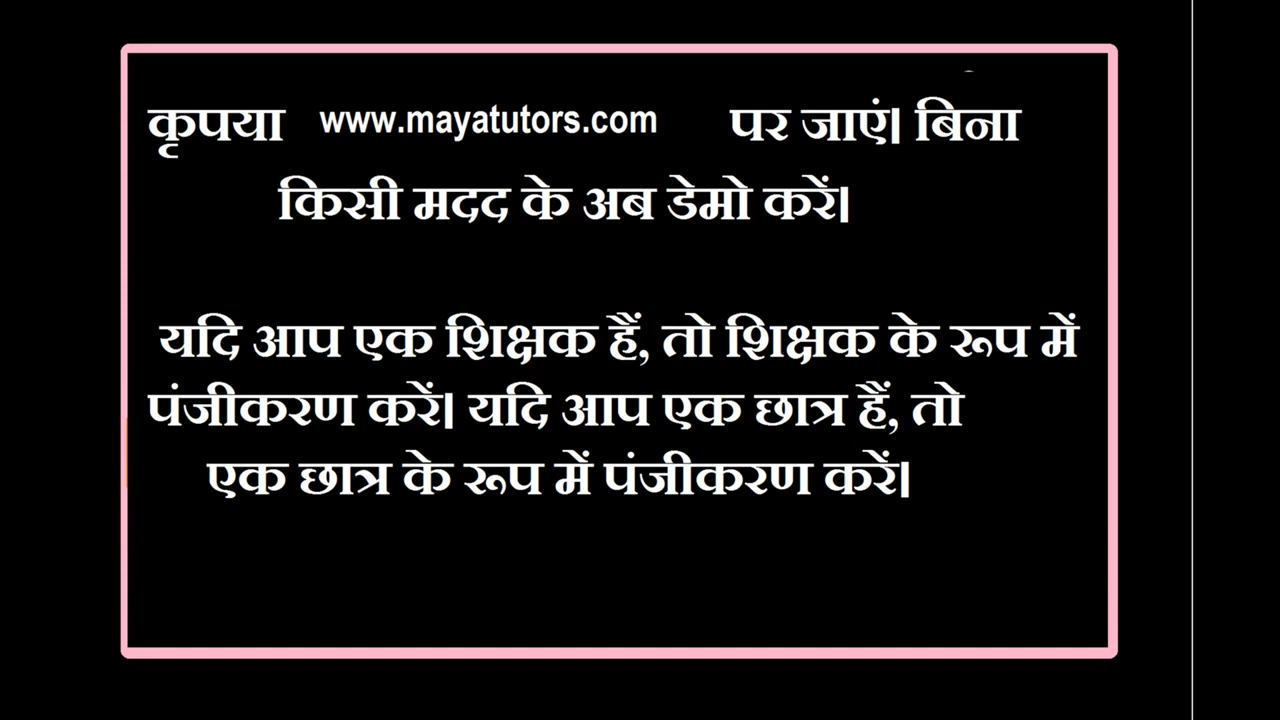 कृपया www.mayatutors.com पर जाएं। बिना
किसी मदद के अब डेमो करें।
यदि आप एक शिक्षक हैं, तो शिक्षक के रूप में
पंजीकरण करें। यदि आप एक छात्र हैं, तो
एक छात्र के रूप में पंजीकरण करें।